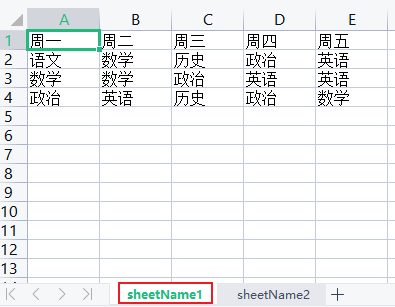 A B C D E
1 周一 周二 周三 周四 周五
2 语文 数学 历史 政治 英语
3 数学 数学 政治 英语 英语
4 政治 英语 历史 政治 数学
5
6
7
8
9
10
11
12
13
sheetName1 sheetName2